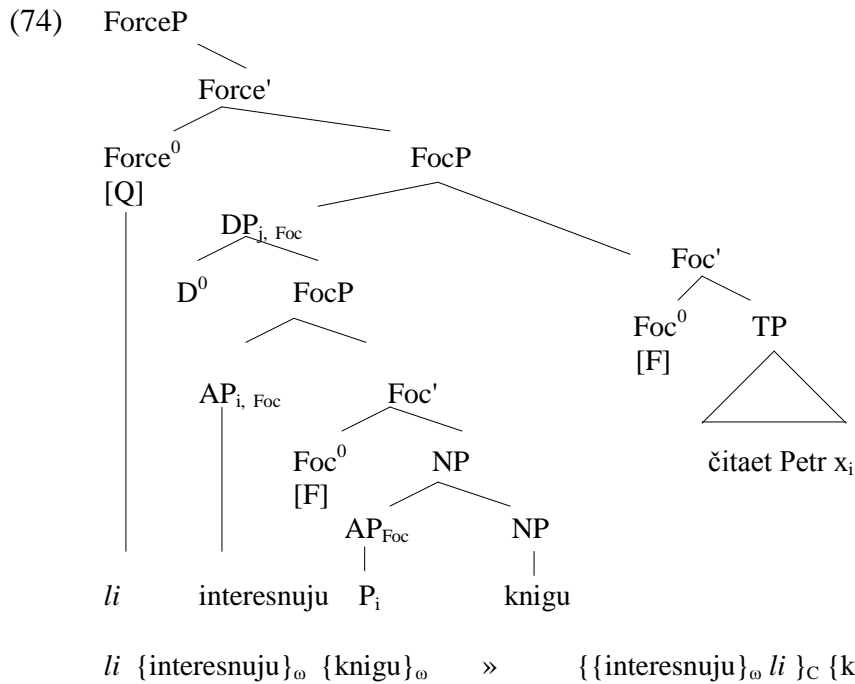 (74) ForceP
Force'
Force⁰ FocP
[Q]
DPj, Foc
Foc'
D⁰ FocP
Foc⁰ TP
[F]
APi, Foc Foc'
Foc⁰ NP
[F]
čitaet Petr xi
APFoc NP
li interesnuju Pi knigu
li {interesnuju}ω {knigu}ω » {{interesnuju}ω li }C {k